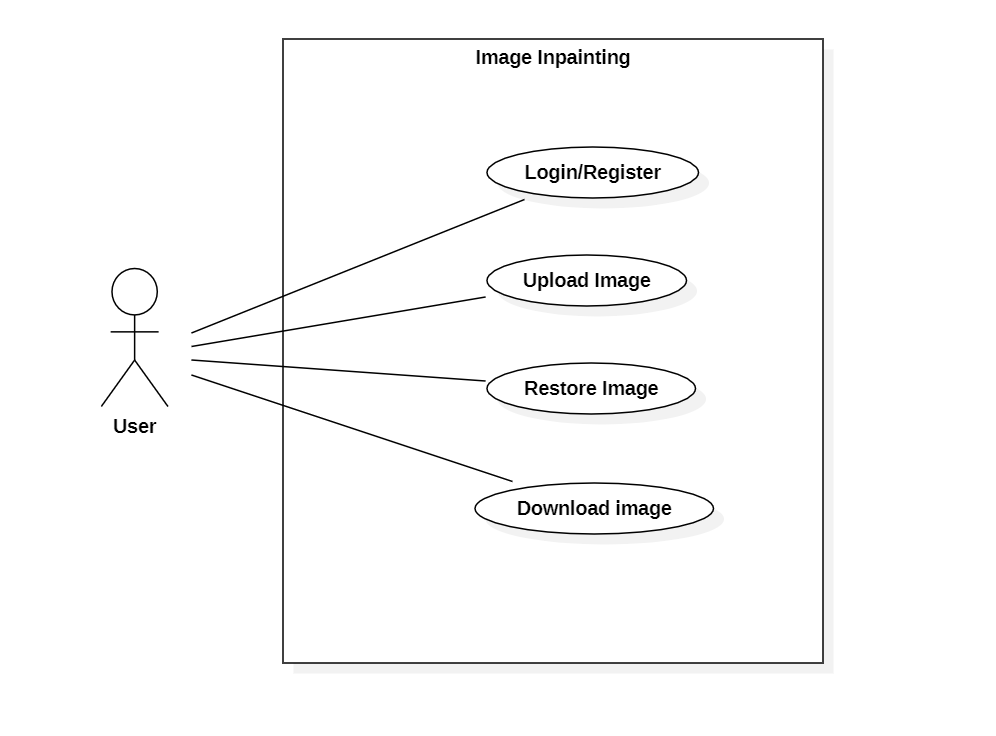 Image Inpainting
Login/Register
Upload Image
Restore Image
User
Download image